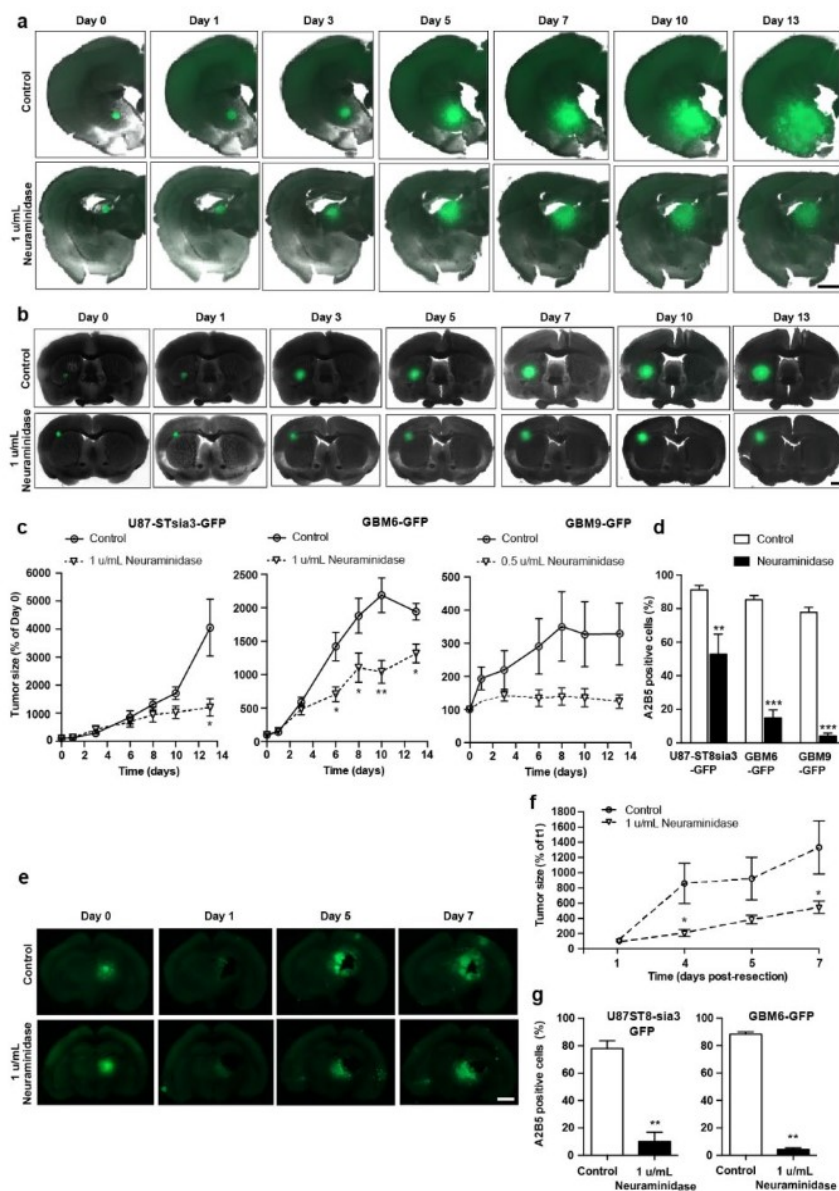 a
Day 0 Day 1 Day 3 Day 5 Day 7 Day 10 Day 13
Control
1 u/mL
Neuraminidase
b
Day 0 Day 1 Day 3 Day 5 Day 7 Day 10 Day 13
Control
1 u/mL
Neuraminidase
c
U87-STsia3-GFP
Control
1 u/mL Neuraminidase
Tumor size (% of Day 0)
6000
5000
4000
3000
2000
1000
0
*
0 2 4 6 8 10 12 14
Time (days)
GBM6-GFP
Control
1 u/mL Neuraminidase
2500
2000
1500
1000
500
0
* * ** *
0 2 4 6 8 10 12 14
Time (days)
GBM9-GFP
Control
0.5 u/mL Neuraminidase
400
300
200
100
0
0 2 4 6 8 10 12 14
Time (days)
d
Control
Neuraminidase
A2B5 positive cells (%)
100
80
60
40
20
0
** *** ***
U87-ST8sia3 GBM6 GBM9
-GFP -GFP -GFP
e
Day 0 Day 1 Day 5 Day 7
Control
1 u/mL
Neuraminidase
f
Control
1 u/mL Neuraminidase
Tumor size (% of t1)
1800
1600
1400
1200
1000
800
600
400
200
0
* *
1 4 5 7
Time (days post-resection)
g
U87ST8-sia3
GFP
A2B5 positive cells (%)
80
60
40
20
0
**
Control 1 u/mL
Neuraminidase
GBM6-GFP
80
60
40
20
0
**
Control 1 u/mL
Neuraminidase